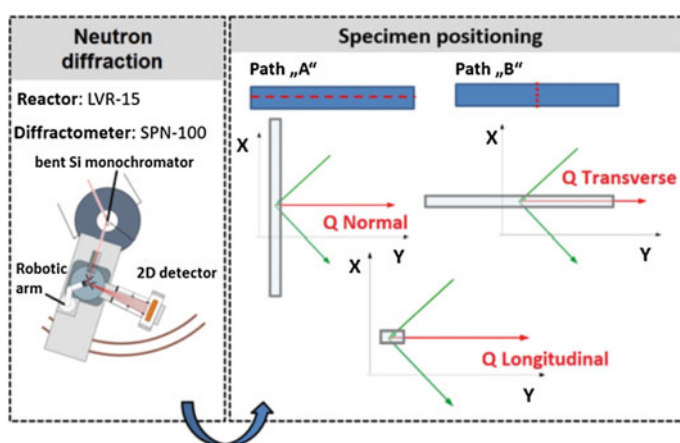 Neutron
diffraction
Reactor: LVR-15
Diffractometer: SPN-100
bent Si monochromator
Robotic
arm
2D detector
Specimen positioning
Path „A“
Path „B“
X
Q Normal
Y
X
Q Transverse
Y
X
Q Longitudinal
Y